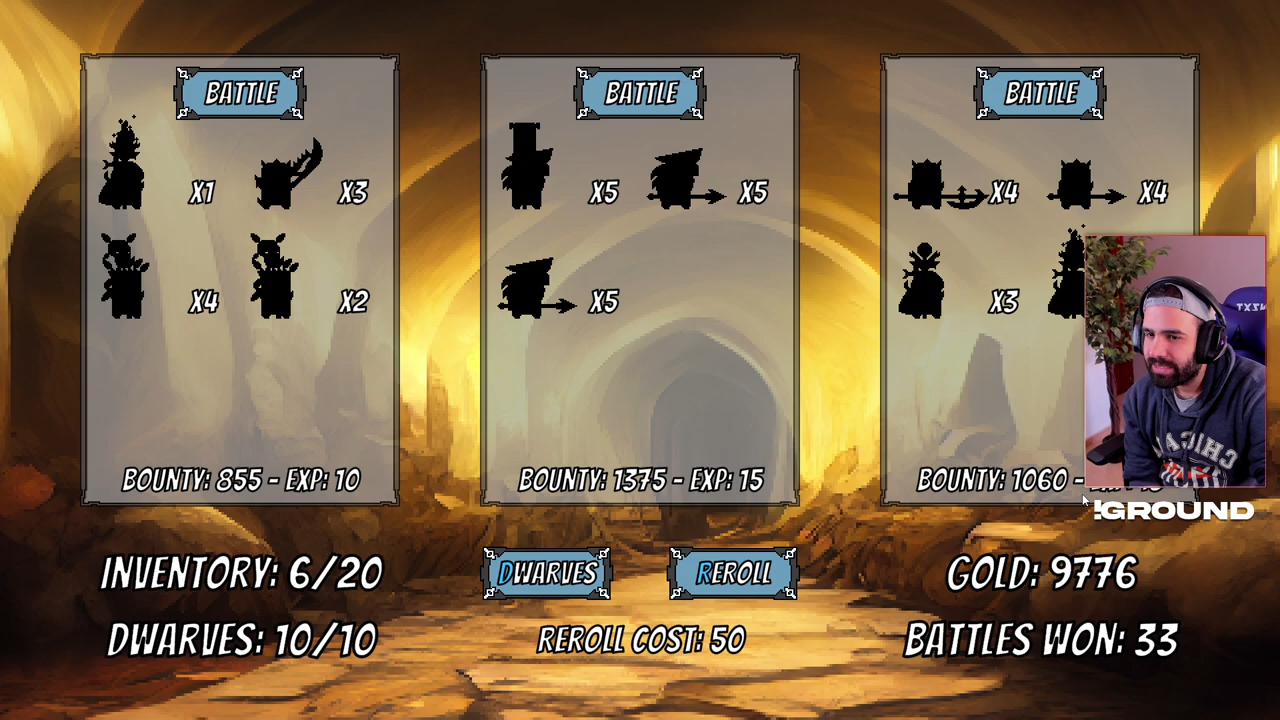 BATTLE
X1 X3
X4 X2
BOUNTY: 855 - EXP: 10
BATTLE
X5 X5
X5
BOUNTY: 1375 - EXP: 15
BATTLE
X4 X4
X3
BOUNTY: 1060 -
CHICAG
!GROUND
INVENTORY: 6/20
DWARVES: 10/10
DWARVES
REROLL
REROLL COST: 50
GOLD: 9776
BATTLES WON: 33